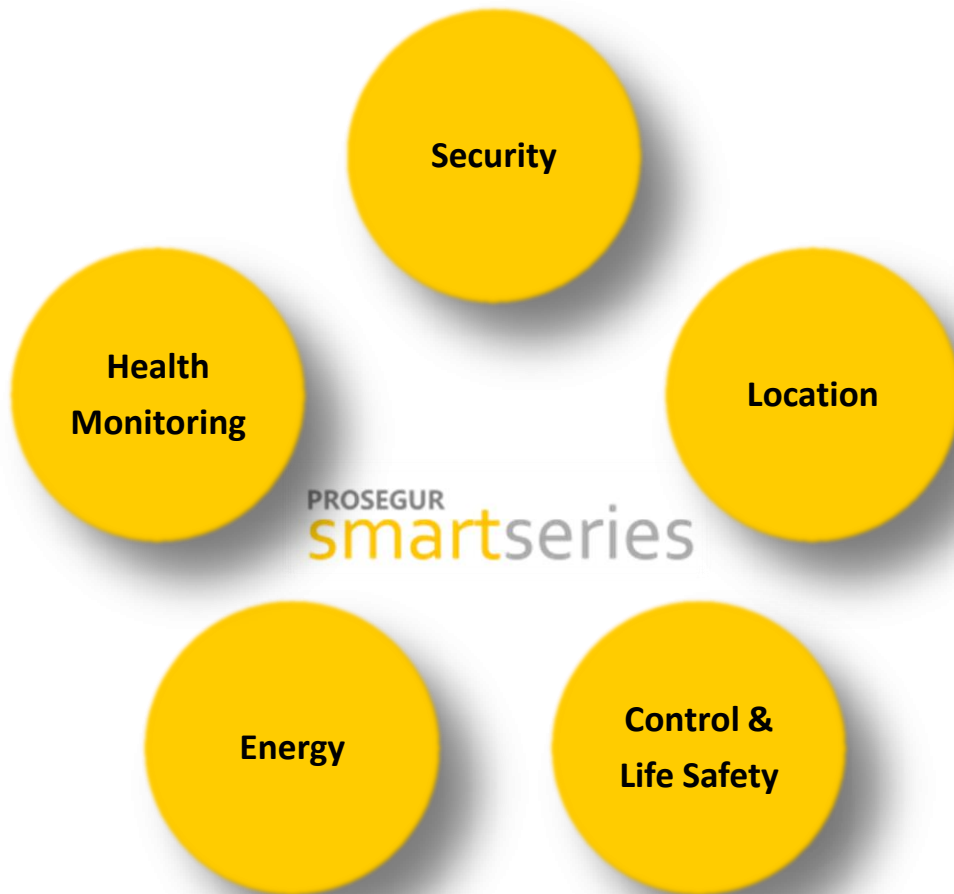 Security
Health
Monitoring
Location
PROSEGUR
smartseries
Energy
Control &
Life Safety